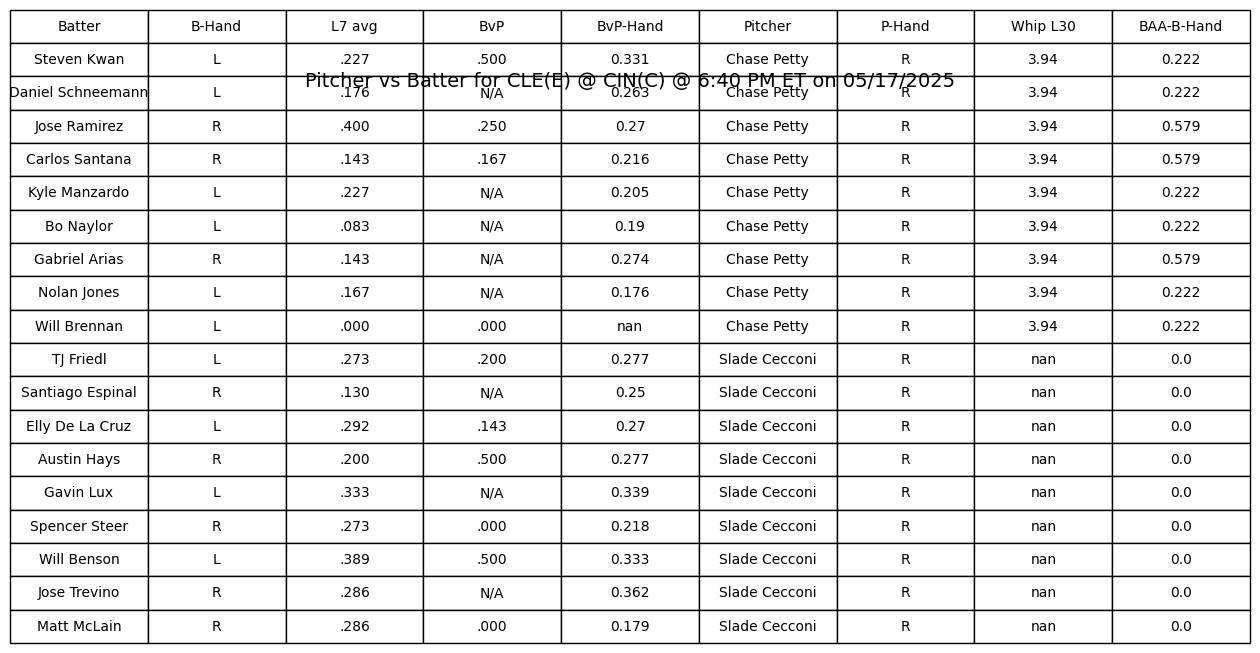 Batter B-Hand L7 avg BvP BvP-Hand Pitcher P-Hand Whip L30 BAA-B-Hand
Steven Kwan L .227 .500 0.331 Chase Petty R 3.94 0.222
Pitcher vs Batter for CLE(E) @ CIN(C) @ 6:40 PM ET on 05/17/2025
Daniel Schneemann L .176 N/A 0.263 Chase Petty R 3.94 0.222
Jose Ramirez R .400 .250 0.27 Chase Petty R 3.94 0.579
Carlos Santana R .143 .167 0.216 Chase Petty R 3.94 0.579
Kyle Manzardo L .227 N/A 0.205 Chase Petty R 3.94 0.222
Bo Naylor L .083 N/A 0.19 Chase Petty R 3.94 0.222
Gabriel Arias R .143 N/A 0.274 Chase Petty R 3.94 0.579
Nolan Jones L .167 N/A 0.176 Chase Petty R 3.94 0.222
Will Brennan L .000 .000 nan Chase Petty R 3.94 0.222
TJ Friedl L .273 .200 0.277 Slade Cecconi R nan 0.0
Santiago Espinal R .130 N/A 0.25 Slade Cecconi R nan 0.0
Elly De La Cruz L .292 .143 0.27 Slade Cecconi R nan 0.0
Austin Hays R .200 .500 0.277 Slade Cecconi R nan 0.0
Gavin Lux L .333 N/A 0.339 Slade Cecconi R nan 0.0
Spencer Steer R .273 .000 0.218 Slade Cecconi R nan 0.0
Will Benson L .389 .500 0.333 Slade Cecconi R nan 0.0
Jose Trevino R .286 N/A 0.362 Slade Cecconi R nan 0.0
Matt McLain R .286 .000 0.179 Slade Cecconi R nan 0.0